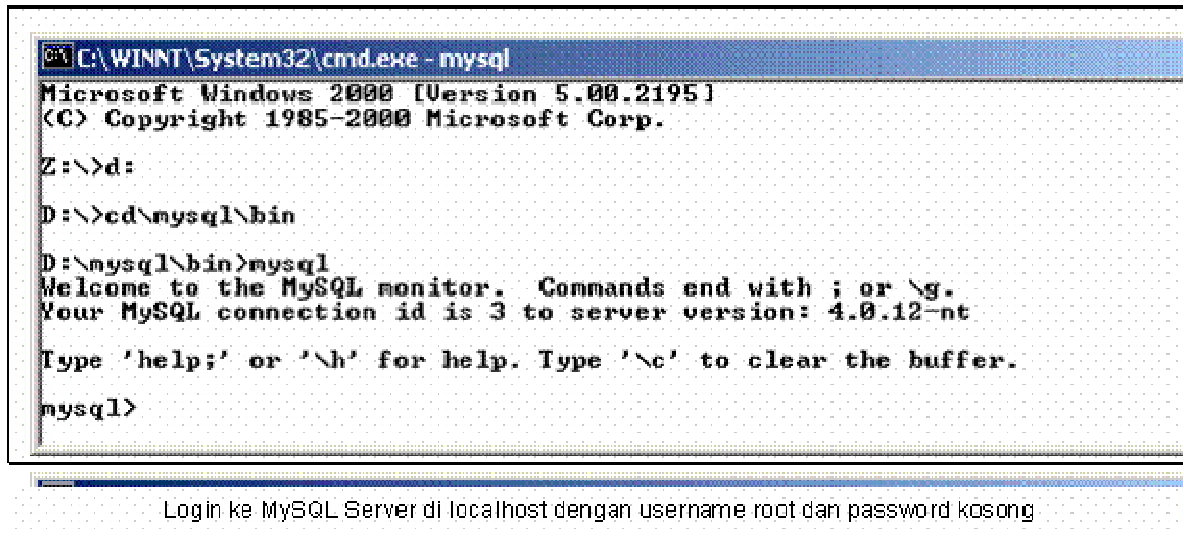 C:\WINNT\System32\cmd.exe - mysql
Microsoft Windows 2000 [Version 5.00.2195]
(C) Copyright 1985-2000 Microsoft Corp.
Z:\>d:
D:\>cd\mysql\bin
D:\mysql\bin>mysql
Welcome to the MySQL monitor.  Commands end with ; or \g.
Your MySQL connection id is 3 to server version: 4.0.12-nt
Type 'help;' or '\h' for help. Type '\c' to clear the buffer.
mysql>
Login ke MySQL Server di localhost dengan username root dan password kosong